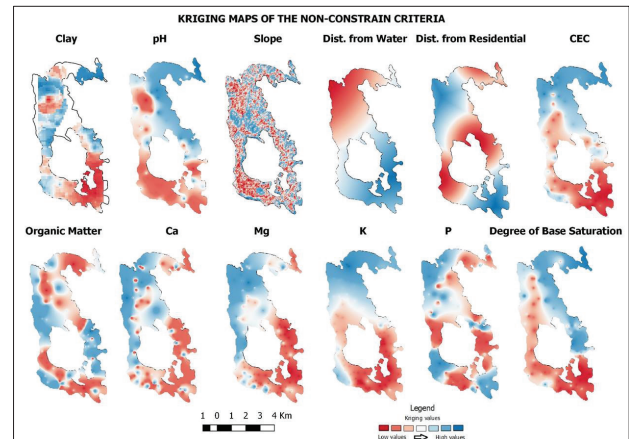 KRIGING MAPS OF THE NON-CONSTRAIN CRITERIA
Clay pH Slope Dist. from Water Dist. from Residential CEC
Organic Matter Ca Mg K P Degree of Base Saturation
1 0 1 2 3 4 Km
Legend
Kriging values
Low values High values